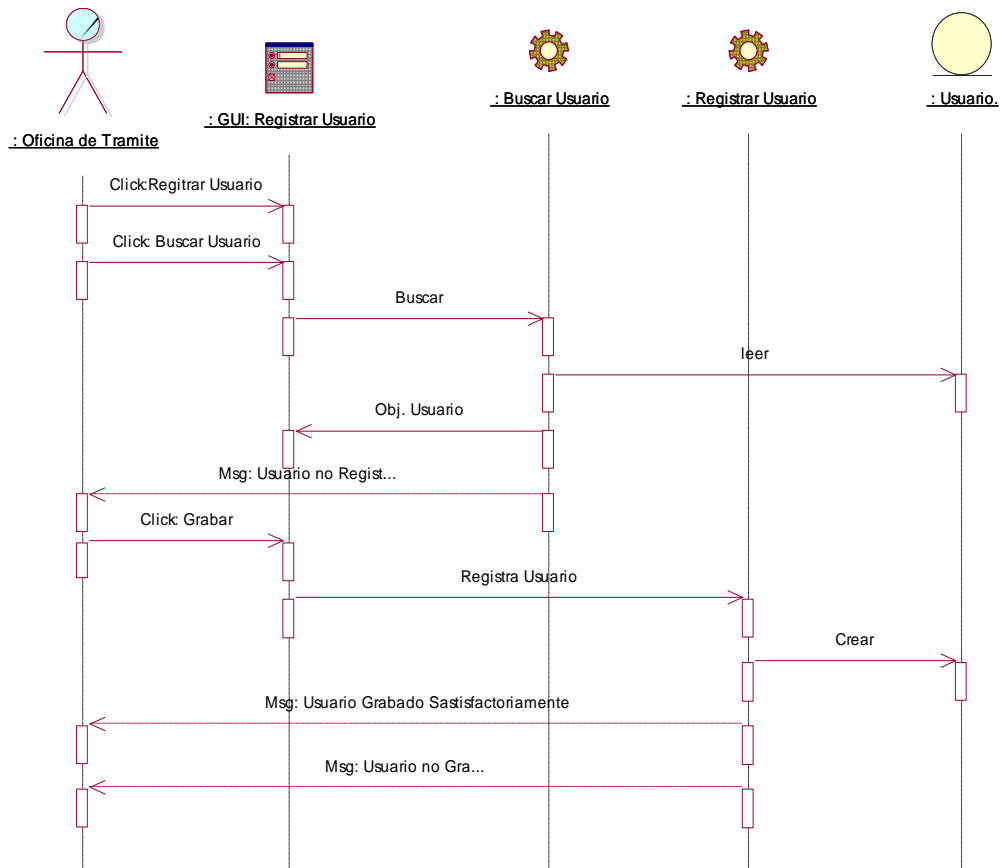 : Buscar Usuario
: Registrar Usuario
: Usuario.
: GUI: Registrar Usuario
: Oficina de Tramite
Click:Regitrar Usuario
Click: Buscar Usuario
Buscar
leer
Obj. Usuario
Msg: Usuario no Regist...
Click: Grabar
Registra Usuario
Crear
Msg: Usuario Grabado Sastisfactoriamente
Msg: Usuario no Gra...